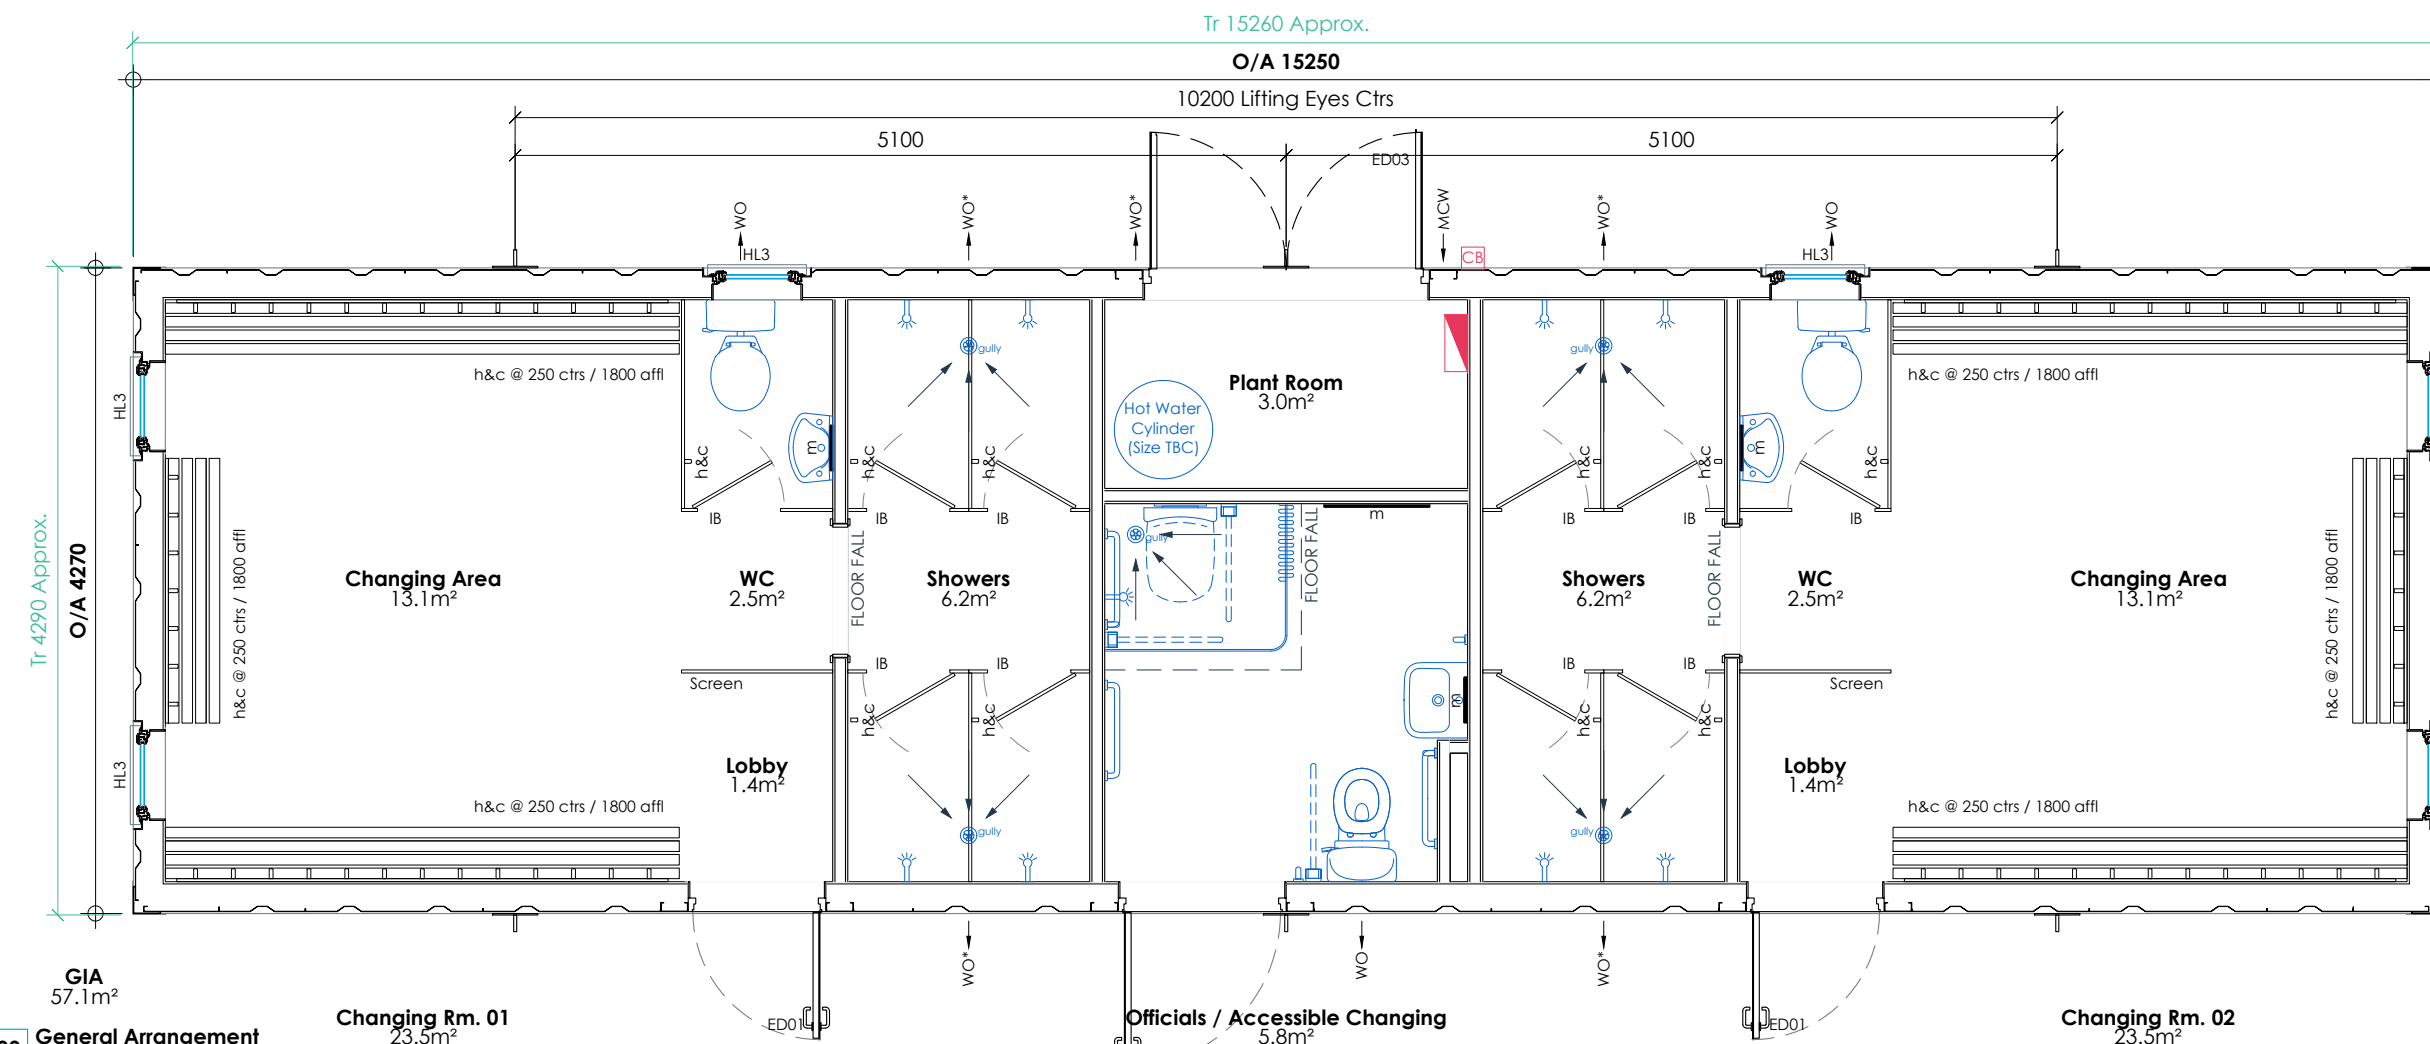 Tr 15260 Approx.
O/A 15250
10200 Lifting Eyes Ctrs
5100
5100
ED03
WO
WO*
WO*
MCW
WO*
WO
HL3
CB
HL3
h&c @ 250 ctrs / 1800 affl
gully
gully
h&c @ 250 ctrs / 1800 affl
Plant Room
3.0m²
Hot Water
Cylinder
(Size TBC)
HL3
m
m
h&c
h&c
h&c
h&c
h&c
h&c
IB
IB
IB
m
IB
IB
IB
Tr 4290 Approx.
O/A 4270
h&c @ 250 ctrs / 1800 affl
FLOOR FALL
gully
FLOOR FALL
FLOOR FALL
h&c @ 250 ctrs / 1800 affl
Changing Area
13.1m²
WC
2.5m²
Showers
6.2m²
Showers
6.2m²
WC
2.5m²
Changing Area
13.1m²
Screen
IB
IB
IB
IB
Screen
h&c
h&c
m
h&c
h&c
HL3
Lobby
1.4m²
Lobby
1.4m²
h&c @ 250 ctrs / 1800 affl
gully
gully
h&c @ 250 ctrs / 1800 affl
WO*
WO
WO*
GIA
57.1m²
Changing Rm. 01
23.5m²
ED01
Officials / Accessible Changing
5.8m²
ED01
Changing Rm. 02
23.5m²
General Arrangement